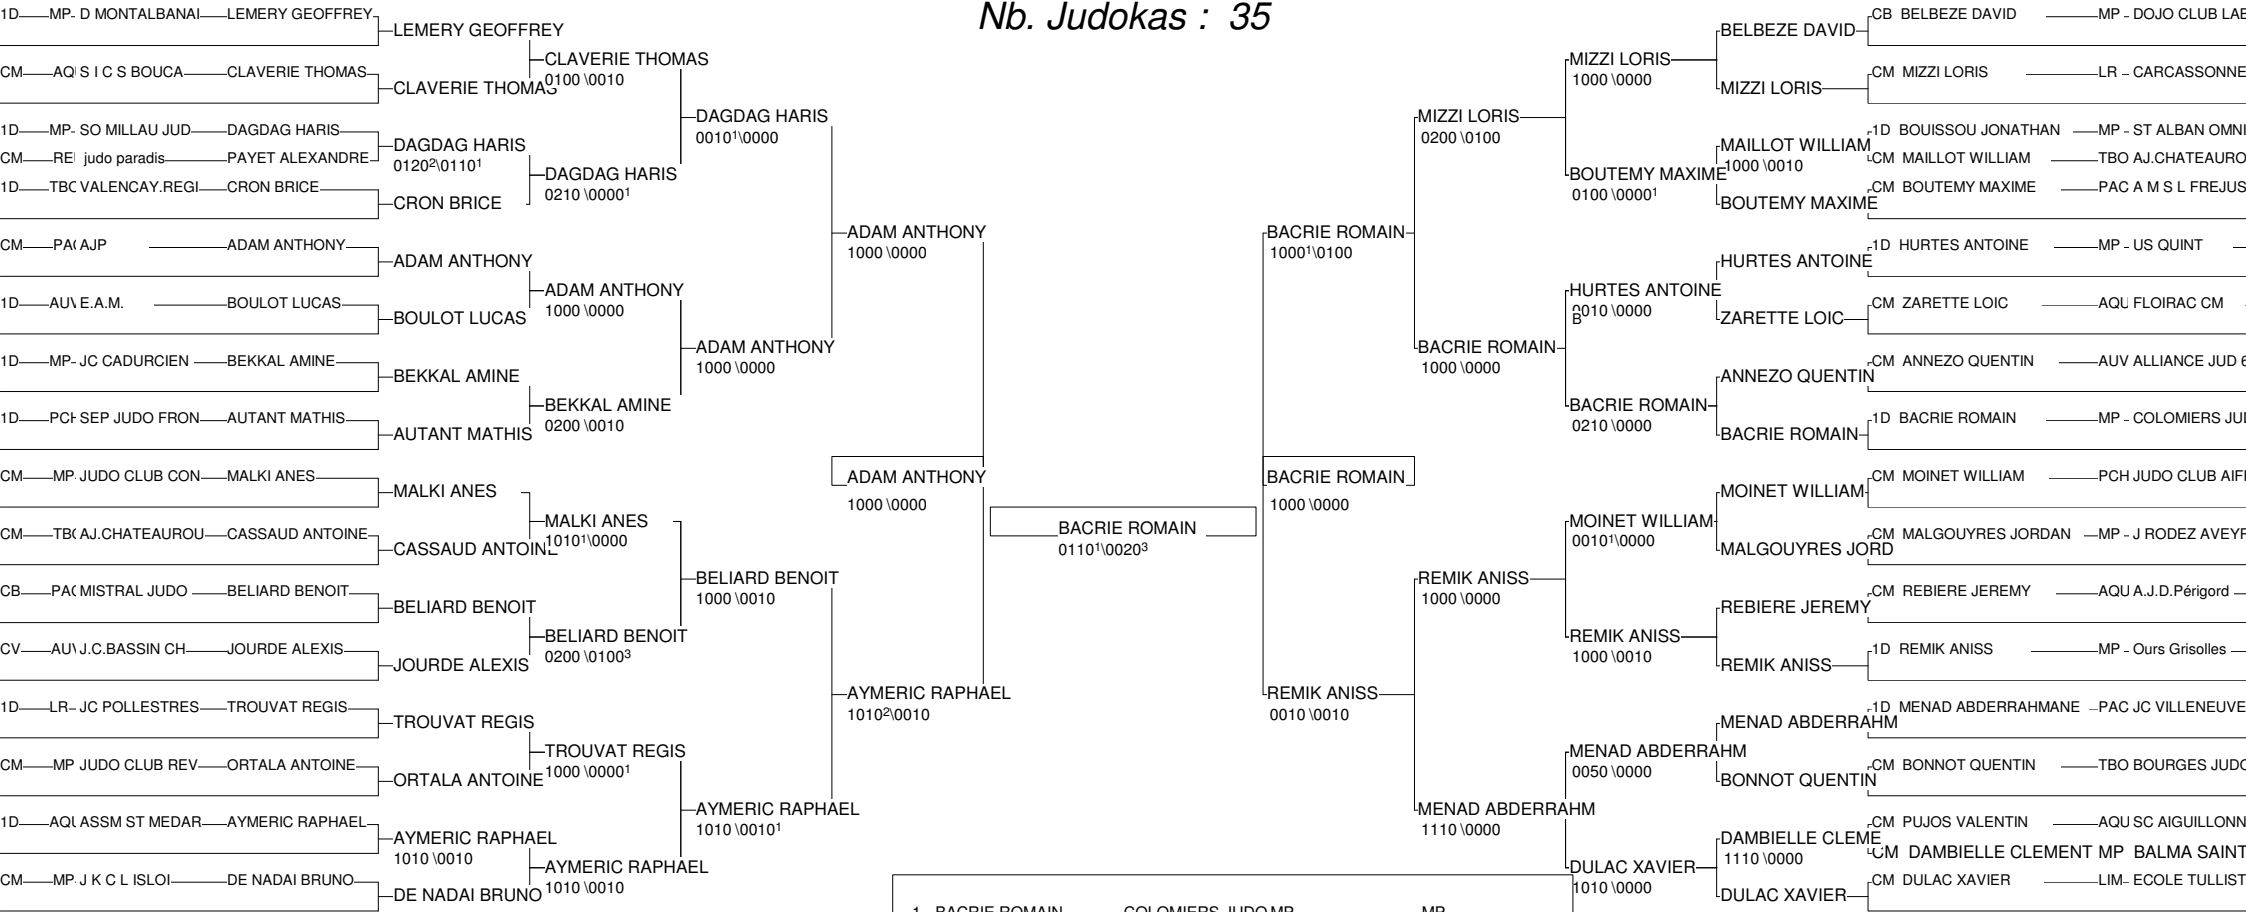 Nb. Judokas : 35
1D MP- D MONTALBANAI LEMERY GEOFFREY
CM AQ S I C S BOUCA CLAVERIE THOMAS
1D MP- SO MILLAU JUD DAGDAG HARIS
CM RE judo paradis PAYET ALEXANDRE
1D TBO VALENCAY.REGI CRON BRICE
CM PA AJP ADAM ANTHONY
1D AU E.A.M. BOULOT LUCAS
1D MP- JC CADURCIEN BEKKAL AMINE
1D PCH SEP JUDO FRON AUTANT MATHIS
CM MP- JUDO CLUB CON MALKI ANES
CM TB AJ.CHATEAUROU CASSAUD ANTOINE
CB PA MISTRAL JUDO BELIARD BENOIT
CV AU J.C.BASSIN CH JOURDE ALEXIS
1D LR- JC POLLESTRES TROUVAT REGIS
CM MP JUDO CLUB REV ORTALA ANTOINE
1D AQ ASSM ST MEDAR AYMERIC RAPHAEL
CM MP- J K C L ISLOI DE NADAI BRUNO
LEMERY GEOFFREY
CLAVERIE THOMAS
DAGDAG HARIS
0120²\0110¹
CRON BRICE
ADAM ANTHONY
BOULOT LUCAS
BEKKAL AMINE
AUTANT MATHIS
MALKI ANES
CASSAUD ANTOINE
BELIARD BENOIT
JOURDE ALEXIS
TROUVAT REGIS
ORTALA ANTOINE
AYMERIC RAPHAEL
1010 \0010
DE NADAI BRUNO
CLAVERIE THOMAS
0100 \0010
DAGDAG HARIS
0210 \0000¹
ADAM ANTHONY
1000 \0000
BEKKAL AMINE
0200 \0010
MALKI ANES
1010¹\0000
BELIARD BENOIT
0200 \0100³
TROUVAT REGIS
1000 \0000¹
AYMERIC RAPHAEL
1010 \0010
DAGDAG HARIS
0010¹\0000
ADAM ANTHONY
1000 \0000
BELIARD BENOIT
1000 \0010
AYMERIC RAPHAEL
1010 \0010¹
ADAM ANTHONY
1000 \0000
AYMERIC RAPHAEL
1010²\0010
ADAM ANTHONY
1000 \0000
BACRIE ROMAIN
0110¹\0020³
BACRIE ROMAIN
1000 \0000
BACRIE ROMAIN
1000¹\0100
REMIK ANISS
0010 \0010
MIZZI LORIS
0200 \0100
BACRIE ROMAIN
1000 \0000
REMIK ANISS
1000 \0000
MENAD ABDERRAHM
1110 \0000
MIZZI LORIS
1000 \0000
BOUTEMY MAXIME
0100 \0000¹
HURTES ANTOINE
0010 \0000
B
BACRIE ROMAIN
0210 \0000
MOINET WILLIAM
0010¹\0000
REMIK ANISS
1000 \0010
MENAD ABDERRAHM
0050 \0000
DULAC XAVIER
1010 \0000
BELBEZE DAVID
MIZZI LORIS
MAILLOT WILLIAM
1000 \0010
BOUTEMY MAXIME
HURTES ANTOINE
ZARETTE LOIC
ANNEZO QUENTIN
BACRIE ROMAIN
MOINET WILLIAM
MALGOUYRES JORD
REBIERE JEREMY
REMIK ANISS
MENAD ABDERRAHM
BONNOT QUENTIN
DAMBIELLE CLEME
1110 \0000
DULAC XAVIER
CB BELBEZE DAVID MP - DOJO CLUB LAB
CM MIZZI LORIS LR - CARCASSONNE
1D BOUISSOU JONATHAN MP - ST ALBAN OMNI
CM MAILLOT WILLIAM TBO AJ.CHATEAURO
CM BOUTEMY MAXIME PAC A M S L FREJUS
1D HURTES ANTOINE MP - US QUINT
CM ZARETTE LOIC AQU FLOIRAC CM
CM ANNEZO QUENTIN AUV ALLIANCE JUD 6
1D BACRIE ROMAIN MP - COLOMIERS JUD
CM MOINET WILLIAM PCH JUDO CLUB AIF
CM MALGOUYRES JORDAN MP - J RODEZ AVEYR
CM REBIERE JEREMY AQU A.J.D.Périgord
1D REMIK ANISS MP - Ours Grisolles
1D MENAD ABDERRAHMANE PAC JC VILLENEUVE
CM BONNOT QUENTIN TBO BOURGES JUDO
CM PUJOS VALENTIN AQU SC AIGUILLONN
CM DAMBIELLE CLEMENT MP BALMA SAINT
CM DULAC XAVIER LIM- ECOLE TULLIST
1 BACRIE ROMAIN COLOMIERS JUDO MP MP